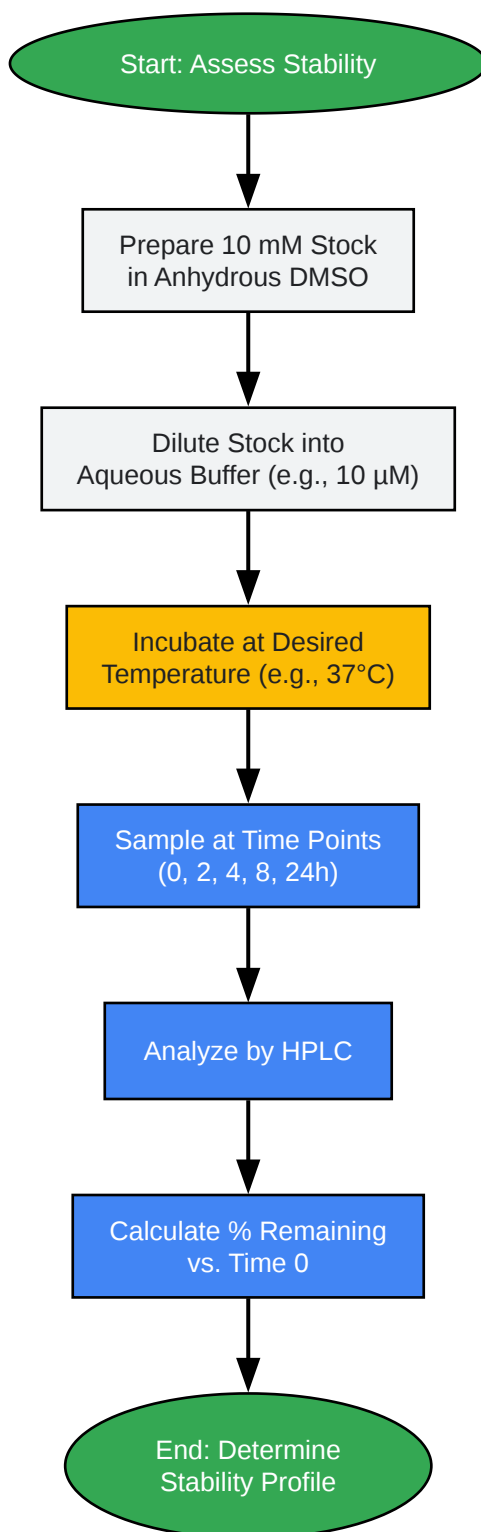 Start: Assess Stability
Prepare 10 mM Stock
in Anhydrous DMSO
Dilute Stock into
Aqueous Buffer (e.g., 10 µM)
Incubate at Desired
Temperature (e.g., 37°C)
Sample at Time Points
(0, 2, 4, 8, 24h)
Analyze by HPLC
Calculate % Remaining
vs. Time 0
End: Determine
Stability Profile